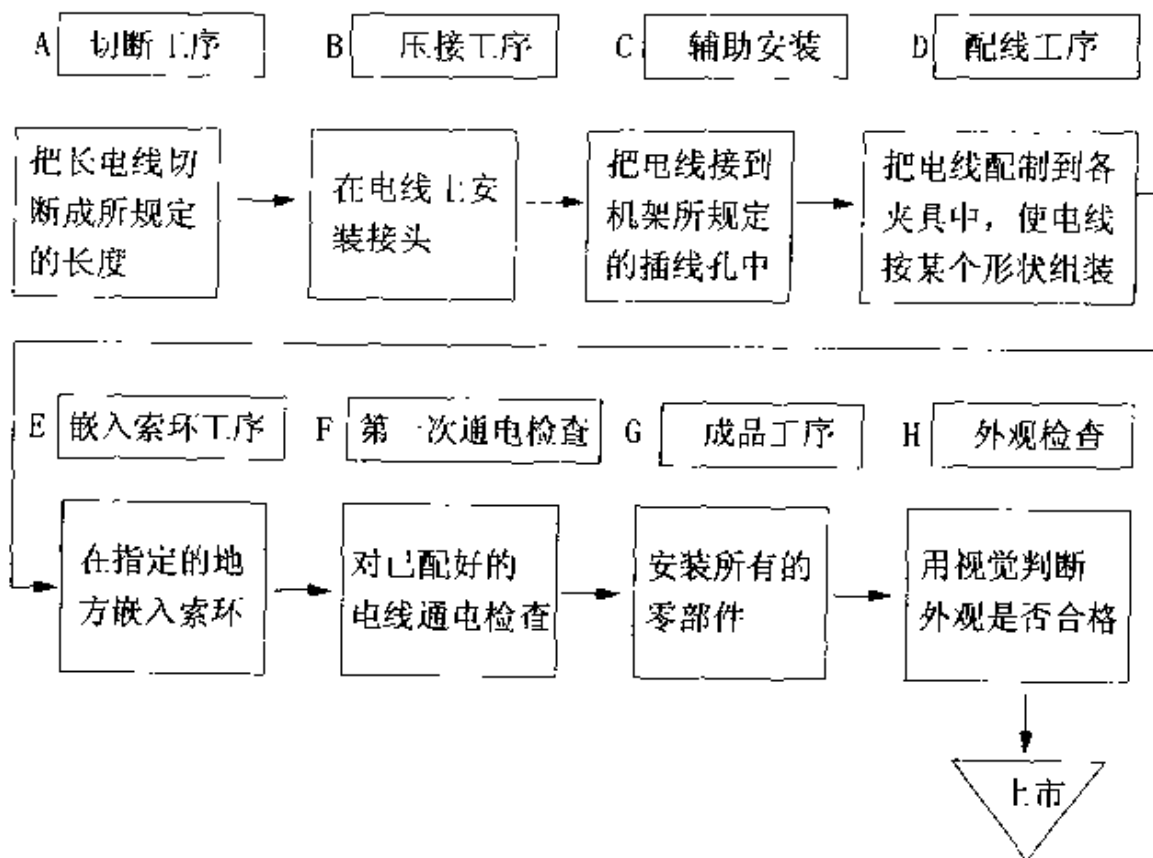 A 切断工序
B 压接工序
C 辅助安装
D 配线工序
把长电线切
断成所规定
的长度
在电线上安
装接头
把电线接到
机架所规定
的插线孔中
把电线配制到各
夹具中，使电线
按某个形状组装
E 嵌入索环工序
F 第一次通电检查
G 成品工序
H 外观检查
在指定的地
方嵌入索环
对已配好的
电线通电检查
安装所有的
零部件
用视觉判断
外观是否合格
上市